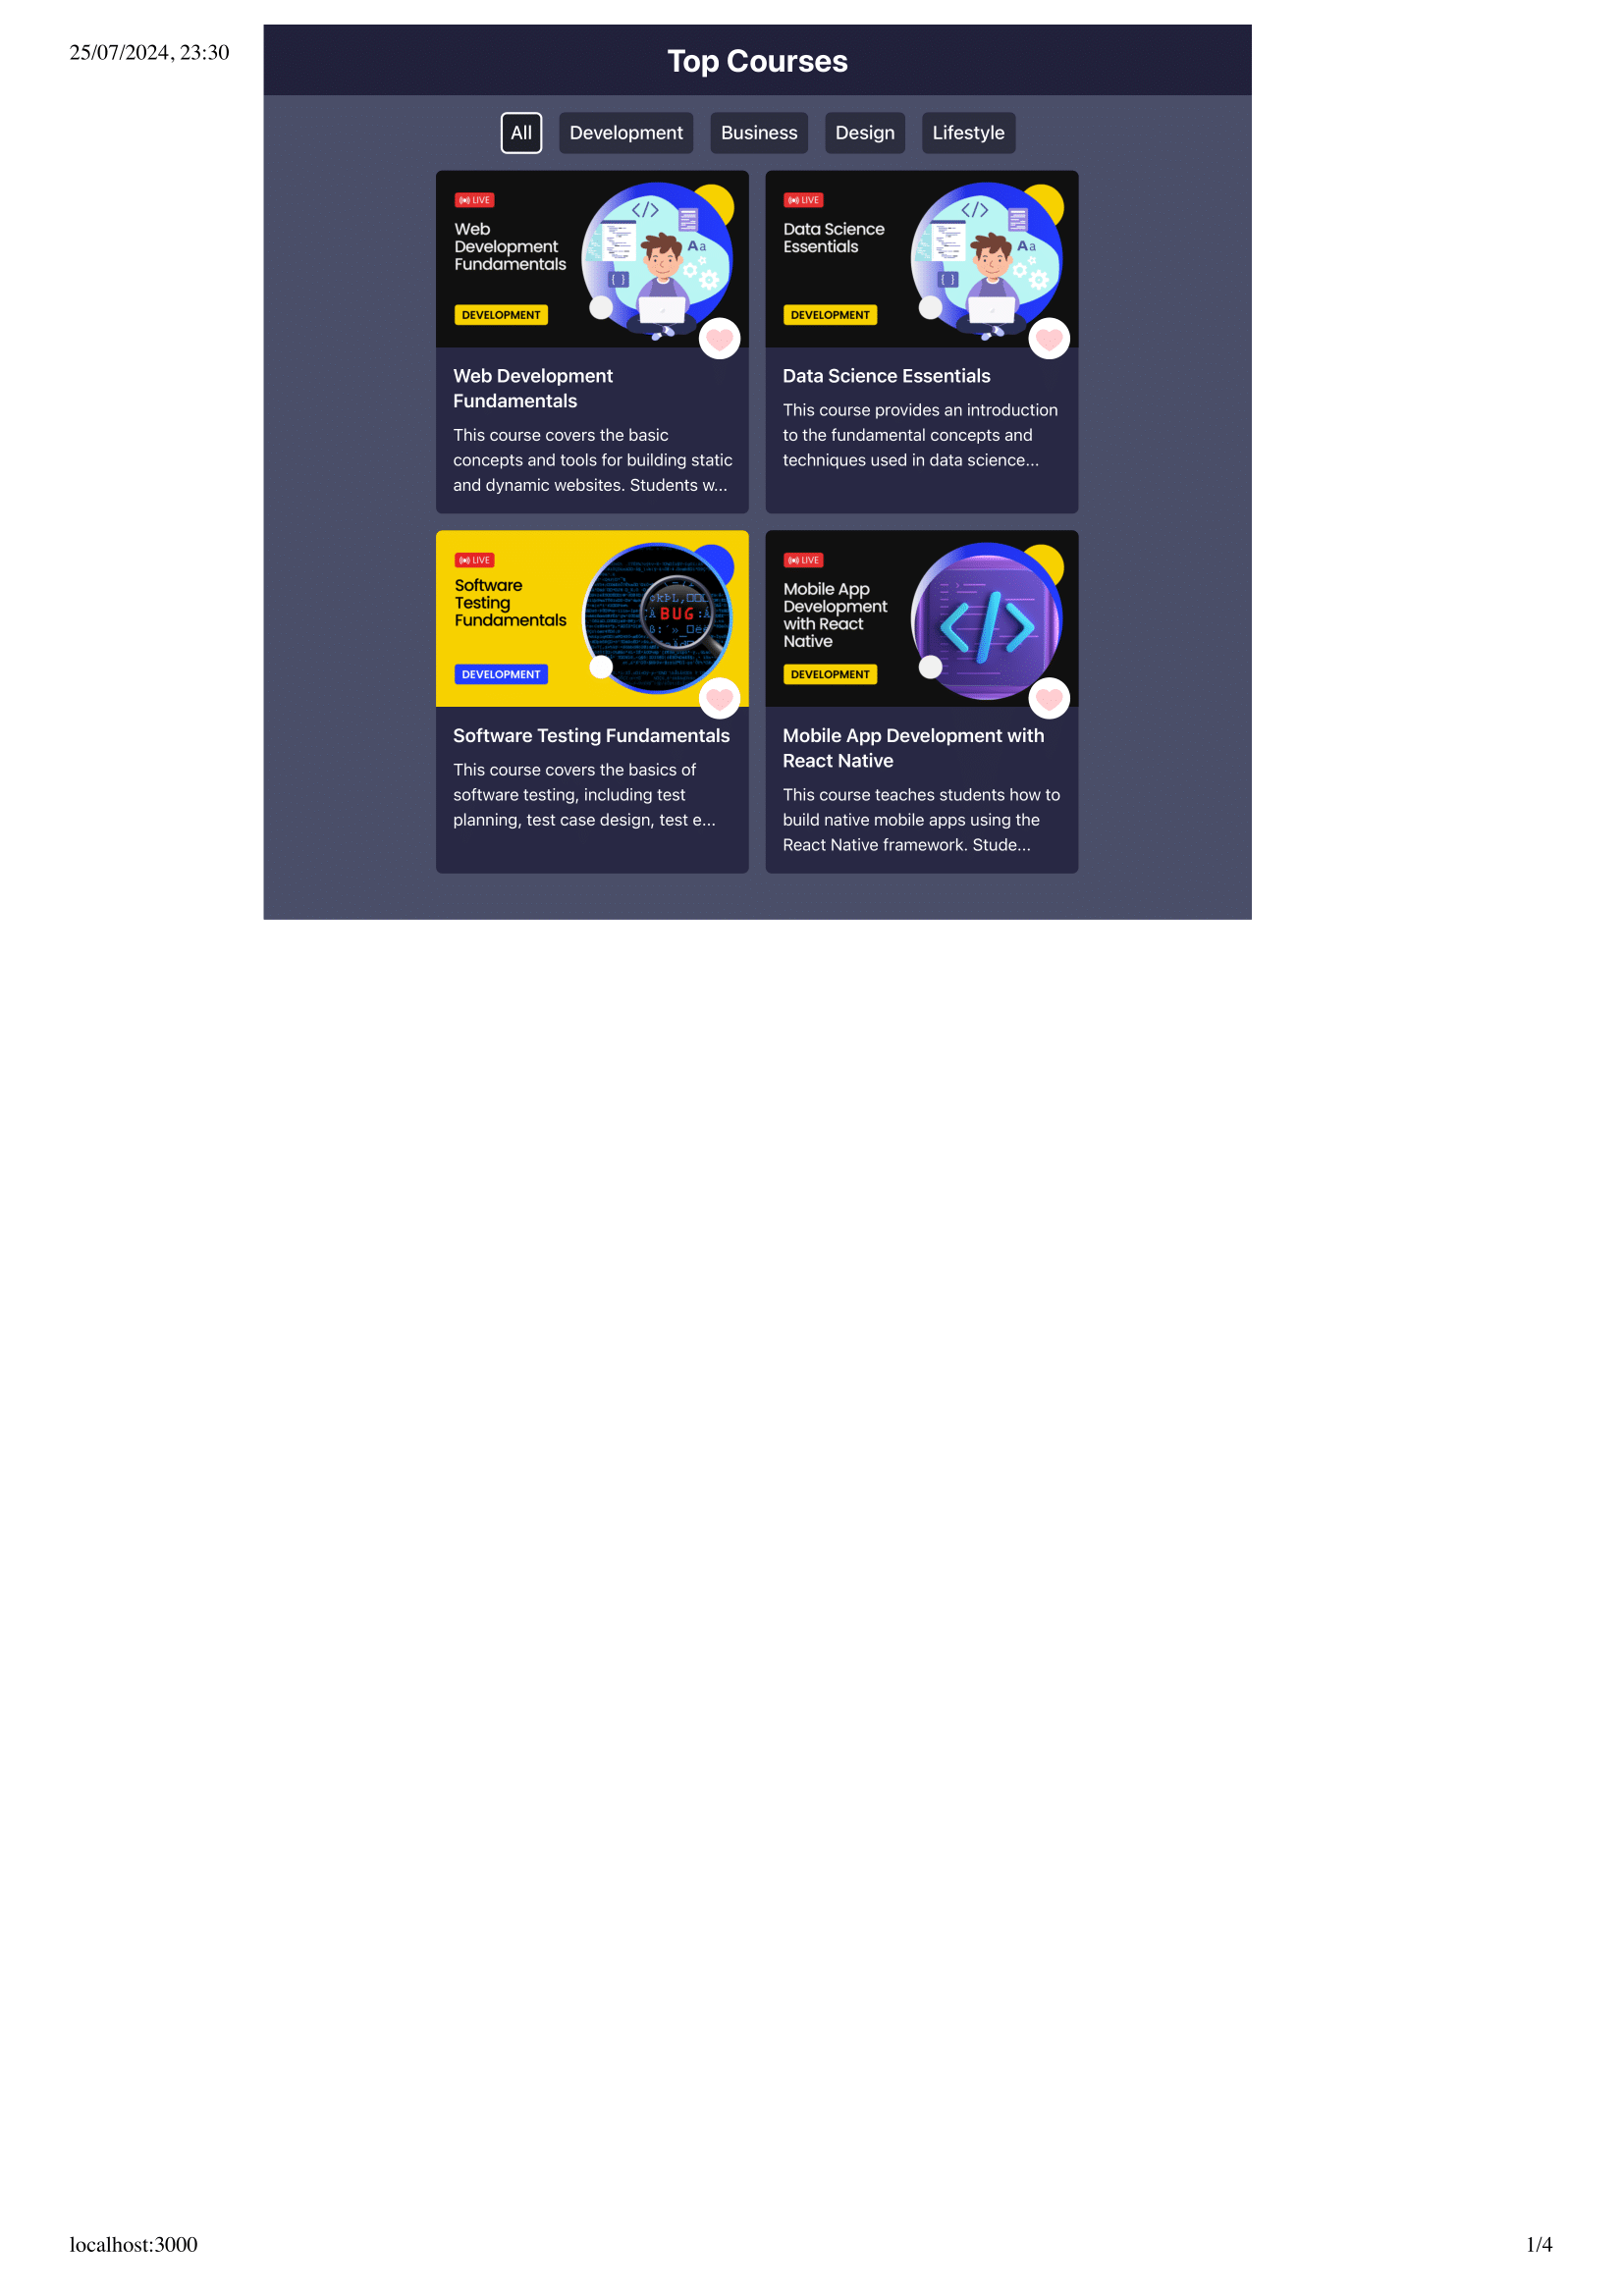 25/07/2024, 23:30
Top Courses
All
Development
Business
Design
Lifestyle
LIVE
Web
Development
Fundamentals
DEVELOPMENT
Web Development
Fundamentals
This course covers the basic
concepts and tools for building static
and dynamic websites. Students w...
LIVE
Data Science
Essentials
DEVELOPMENT
Data Science Essentials
This course provides an introduction
to the fundamental concepts and
techniques used in data science...
LIVE
Software
Testing
Fundamentals
BUG
DEVELOPMENT
Software Testing Fundamentals
This course covers the basics of
software testing, including test
planning, test case design, test e...
LIVE
Mobile App
Development
with React
Native
DEVELOPMENT
Mobile App Development with
React Native
This course teaches students how to
build native mobile apps using the
React Native framework. Stude...
localhost:3000
1/4